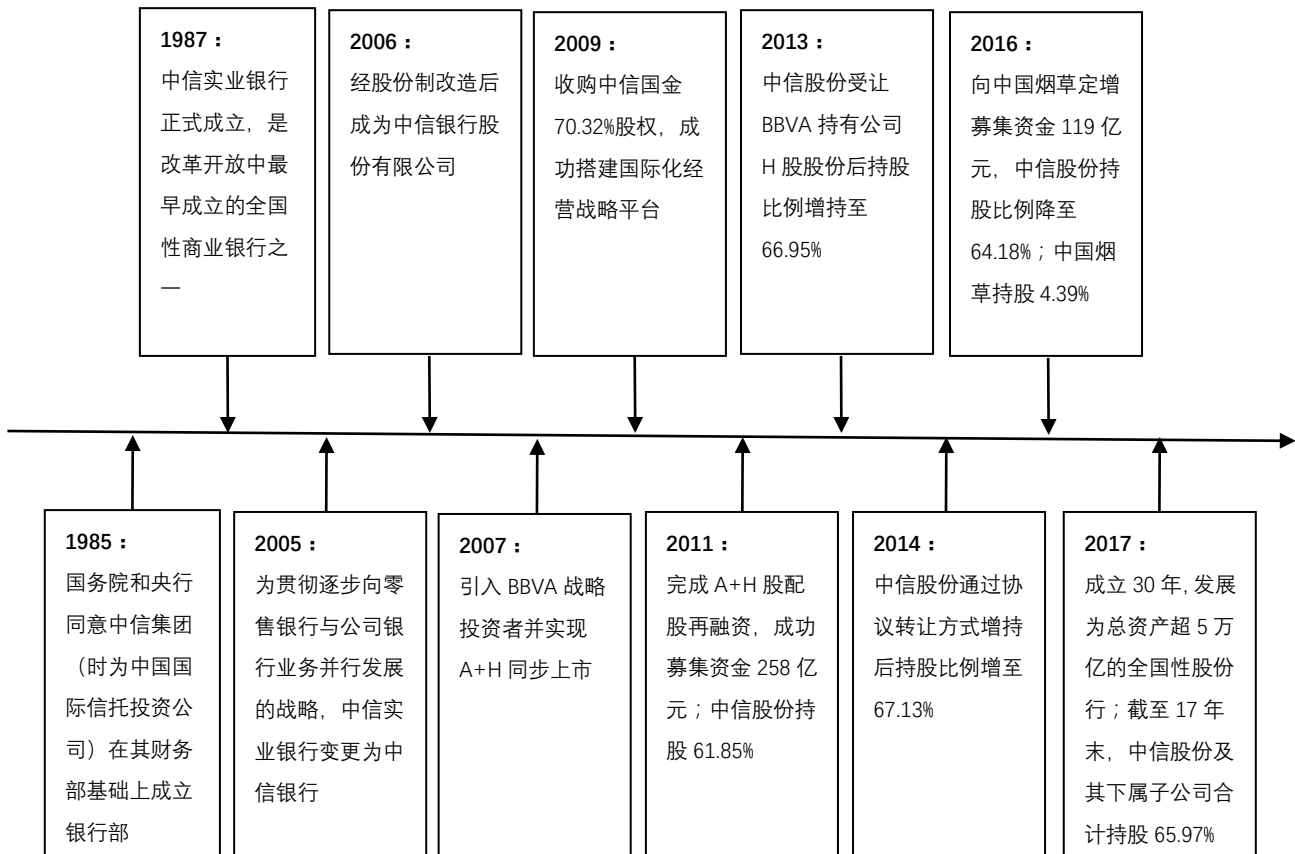 1987：
中信实业银行
正式成立，是
改革开放中最
早成立的全国
性商业银行之
一
2006：
经股份制改造后
成为中信银行股
份有限公司
2009：
收购中信国金
70.32%股权，成
功搭建国际化经
营战略平台
2013：
中信股份受让
BBVA 持有公司
H 股股份后持股
比例增持至
66.95%
2016：
向中国烟草定增
募集资金 119 亿
元，中信股份持
股比例降至
64.18%；中国烟
草持股 4.39%
1985：
国务院和央行
同意中信集团
（时为中国国
际信托投资公
司）在其财务
部基础上成立
银行部
2005：
为贯彻逐步向零
售银行与公司银
行业务并行发展
的战略，中信实
业银行变更为中
信银行
2007：
引入 BBVA 战略
投资者并实现
A+H 同步上市
2011：
完成 A+H 股配
股再融资，成功
募集资金 258 亿
元；中信股份持
股 61.85%
2014：
中信股份通过协
议转让方式增持
后持股比例增至
67.13%
2017：
成立 30 年, 发展
为总资产超 5 万
亿的全国性股份
行；截至 17 年
末，中信股份及
其下属子公司合
计持股 65.97%